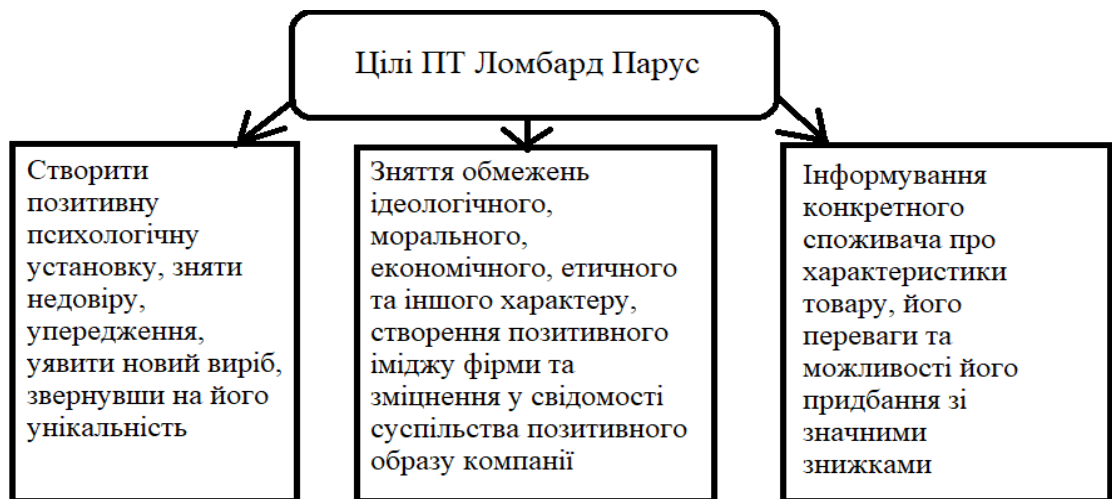 Цілі ПТ Ломбард Парус
Створити
позитивну
психологічну
установку, зняти
недовіру,
упередження,
уявити новий виріб,
звернувши на його
унікальність
Зняття обмежень
ідеологічного,
морального,
економічного, етичного
та іншого характеру,
створення позитивного
іміджу фірми та
зміцнення у свідомості
суспільства позитивного
образу компанії
Інформування
конкретного
споживача про
характеристики
товару, його
переваги та
можливості його
придбання зі
значними
знижками